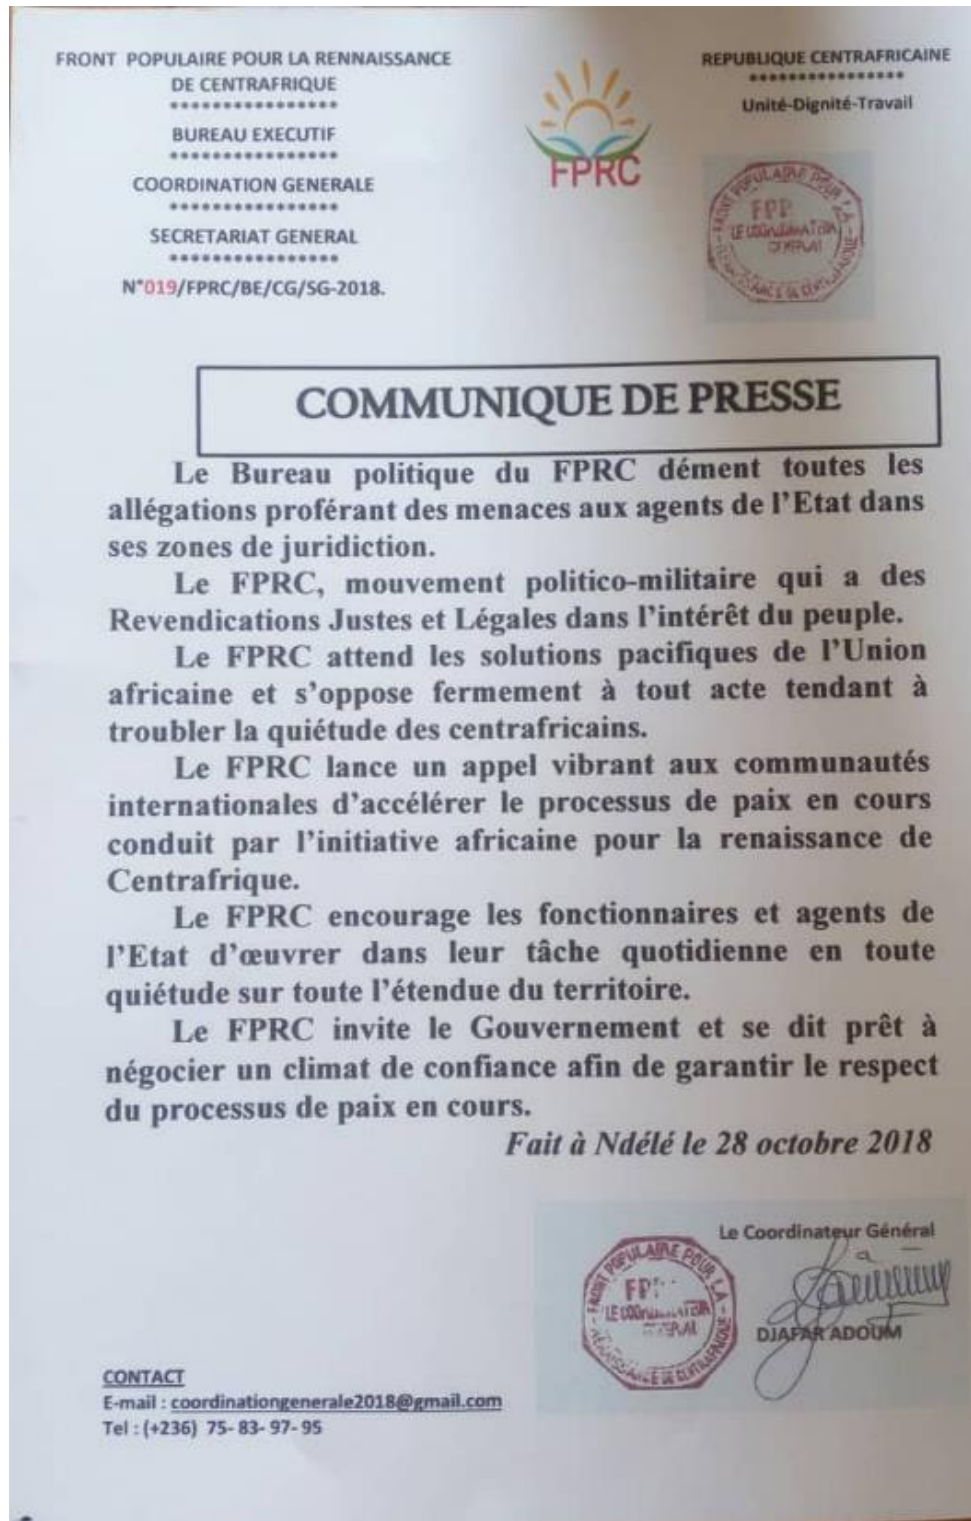 FRONT POPULAIRE POUR LA RENNAISSANCE
DE CENTRAFRIQUE
****************
BUREAU EXECUTIF
****************
COORDINATION GENERALE
****************
SECRETARIAT GENERAL
****************
N°019/FPRC/BE/CG/SG-2018.
FPRC
REPUBLIQUE CENTRAFRICAINE
****************
Unité-Dignité-Travail
FRONT POPULAIRE POUR LA
COMMUNIQUE DE PRESSE
Le Bureau politique du FPRC dément toutes les
allégations proférant des menaces aux agents de l'Etat dans
ses zones de juridiction.
Le FPRC, mouvement politico-militaire qui a des
Revendications Justes et Légales dans l'intérêt du peuple.
Le FPRC attend les solutions pacifiques de l'Union
africaine et s'oppose fermement à tout acte tendant à
troubler la quiétude des centrafricains.
Le FPRC lance un appel vibrant aux communautés
internationales d'accélérer le processus de paix en cours
conduit par l'initiative africaine pour la renaissance de
Centrafrique.
Le FPRC encourage les fonctionnaires et agents de
l'Etat d'œuvrer dans leur tâche quotidienne en toute
quiétude sur toute l'étendue du territoire.
Le FPRC invite le Gouvernement et se dit prêt à
négocier un climat de confiance afin de garantir le respect
du processus de paix en cours.
Fait à Ndélé le 28 octobre 2018
Le Coordinateur Général
FRONT POPULAIRE POUR LA
DJAFAR ADOUM
CONTACT
E-mail : coordinationgenerale2018@gmail.com
Tel : (+236) 75- 83- 97- 95